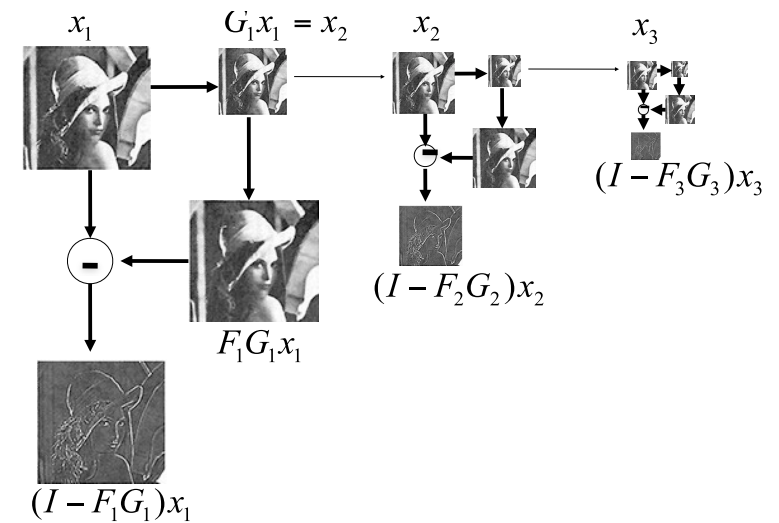 x₁
G₁x₁ = x₂
x₂
x₃
-
-
-
(I − F₃G₃)x₃
(I − F₂G₂)x₂
F₁G₁x₁
(I − F₁G₁)x₁